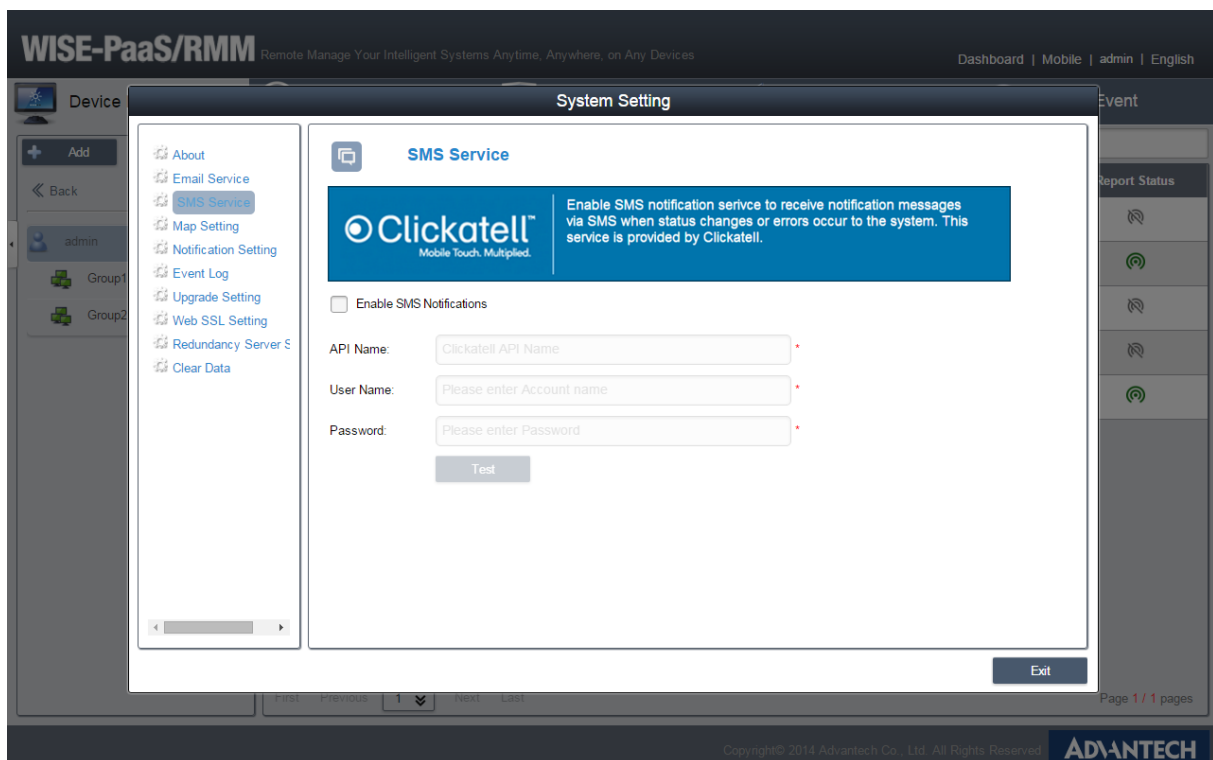 WISE-PaaS/RMM Remote Manage Your Intelligent Systems Anytime, Anywhere, on Any Devices
Dashboard | Mobile | admin | English
Device
Event
System Setting
Add
Back
admin
Group1
Group2
About
Email Service
SMS Service
Map Setting
Notification Setting
Event Log
Upgrade Setting
Web SSL Setting
Redundancy Server S
Clear Data
SMS Service
Clickatell™
Mobile Touch. Multiplied.
Enable SMS notification serivce to receive notification messages
via SMS when status changes or errors occur to the system. This
service is provided by Clickatell.
Enable SMS Notifications
API Name: Clickatell API Name *
User Name: Please enter Account name *
Password: Please enter Password *
Test
Report Status
Exit
First Previous 1 Next Last
Page 1 / 1 pages
Copyright© 2014 Advantech Co., Ltd. All Rights Reserved
ADVANTECH